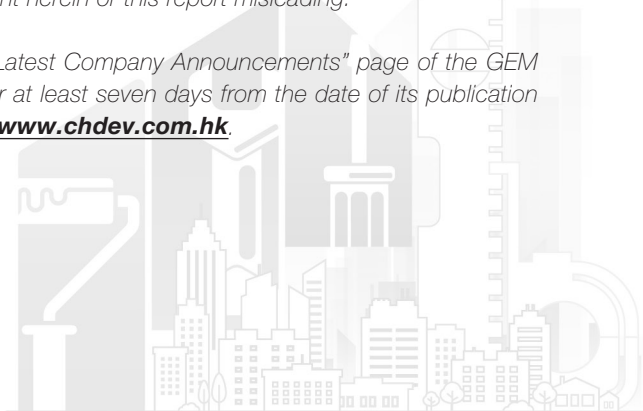 nt herein or this report misleading.
Latest Company Announcements” page of the GEM
r at least seven days from the date of its publication
www.chdev.com.hk.